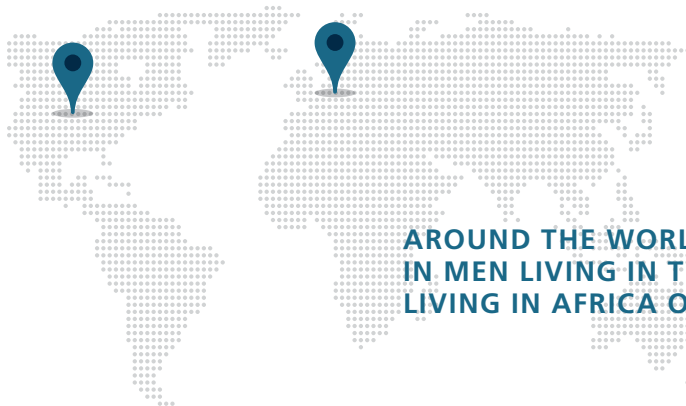 AROUND THE WORL
IN MEN LIVING IN T
LIVING IN AFRICA O